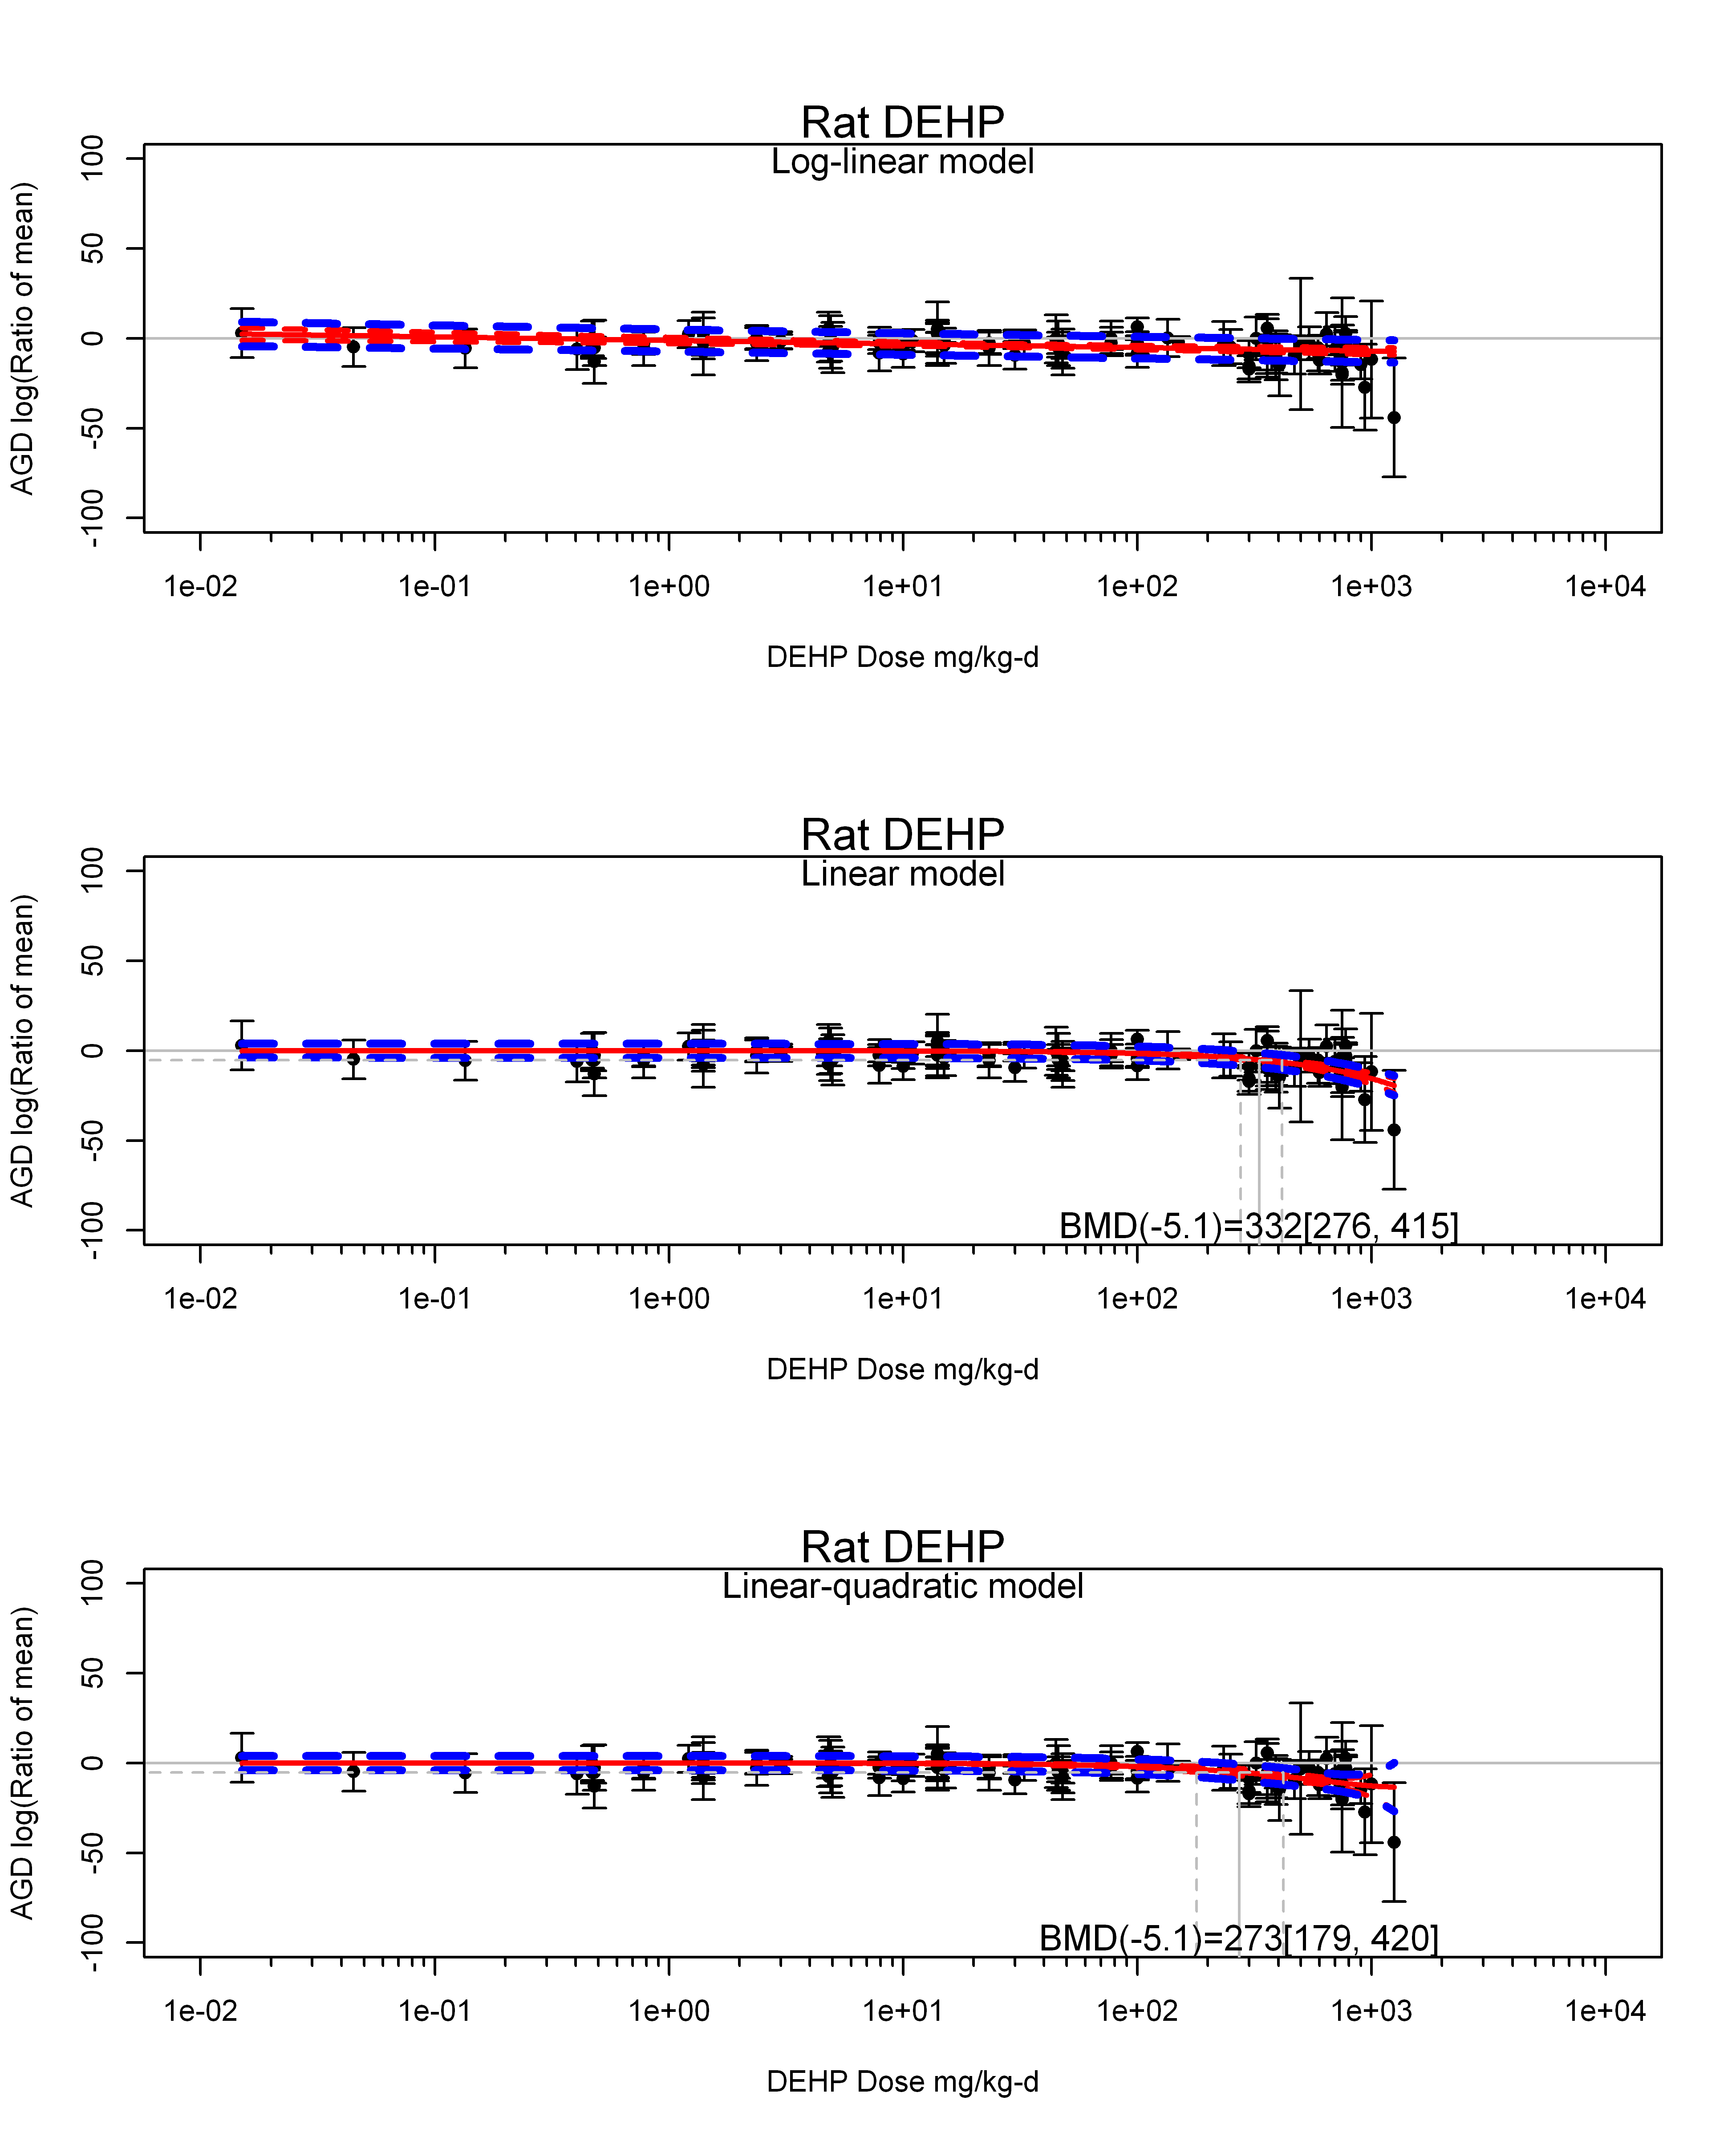 Rat DEHP
Log-linear model
AGD log(Ratio of mean)
100
50
0
-50
-100
1e-02 1e-01 1e+00 1e+01 1e+02 1e+03 1e+04
DEHP Dose mg/kg-d
Rat DEHP
Linear model
AGD log(Ratio of mean)
100
50
0
-50
-100
BMD(-5.1)=332[276, 415]
1e-02 1e-01 1e+00 1e+01 1e+02 1e+03 1e+04
DEHP Dose mg/kg-d
Rat DEHP
Linear-quadratic model
AGD log(Ratio of mean)
100
50
0
-50
-100
BMD(-5.1)=273[179, 420]
1e-02 1e-01 1e+00 1e+01 1e+02 1e+03 1e+04
DEHP Dose mg/kg-d